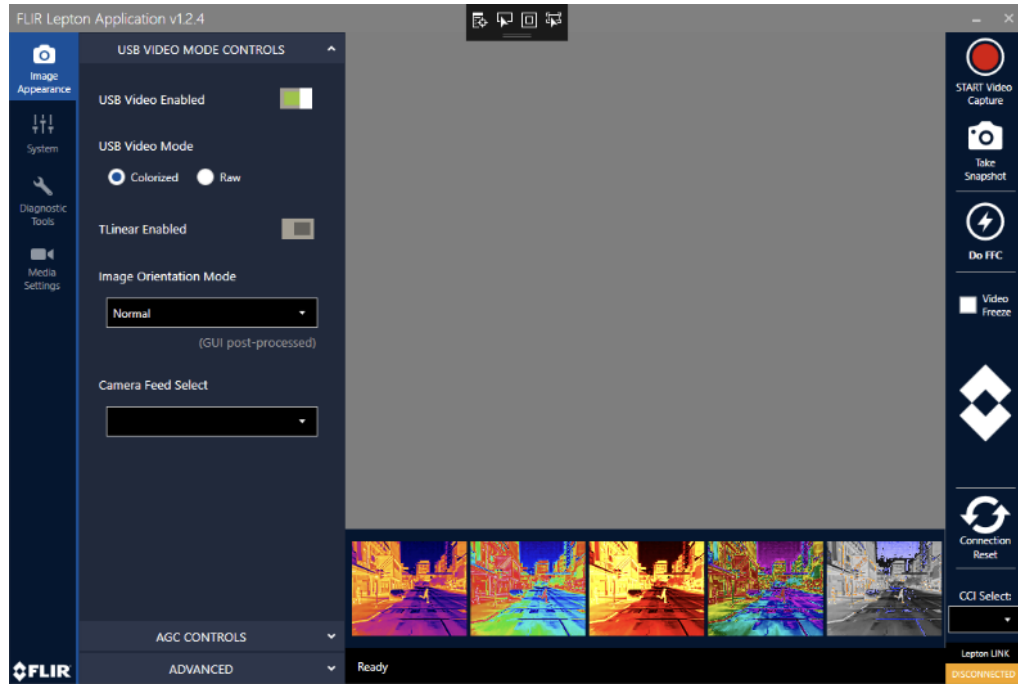 FLIR Lepton Application v1.2.4
Image
Appearance
System
Diagnostic
Tools
Media
Settings
FLIR
USB VIDEO MODE CONTROLS
USB Video Enabled
USB Video Mode
Colorized Raw
TLinear Enabled
Image Orientation Mode
Normal
(GUI post-processed)
Camera Feed Select
AGC CONTROLS
ADVANCED
Ready
START Video
Capture
Take
Snapshot
Do FFC
Video
Freeze
Connection
Reset
CCI Select:
Lepton LINK
DISCONNECTED